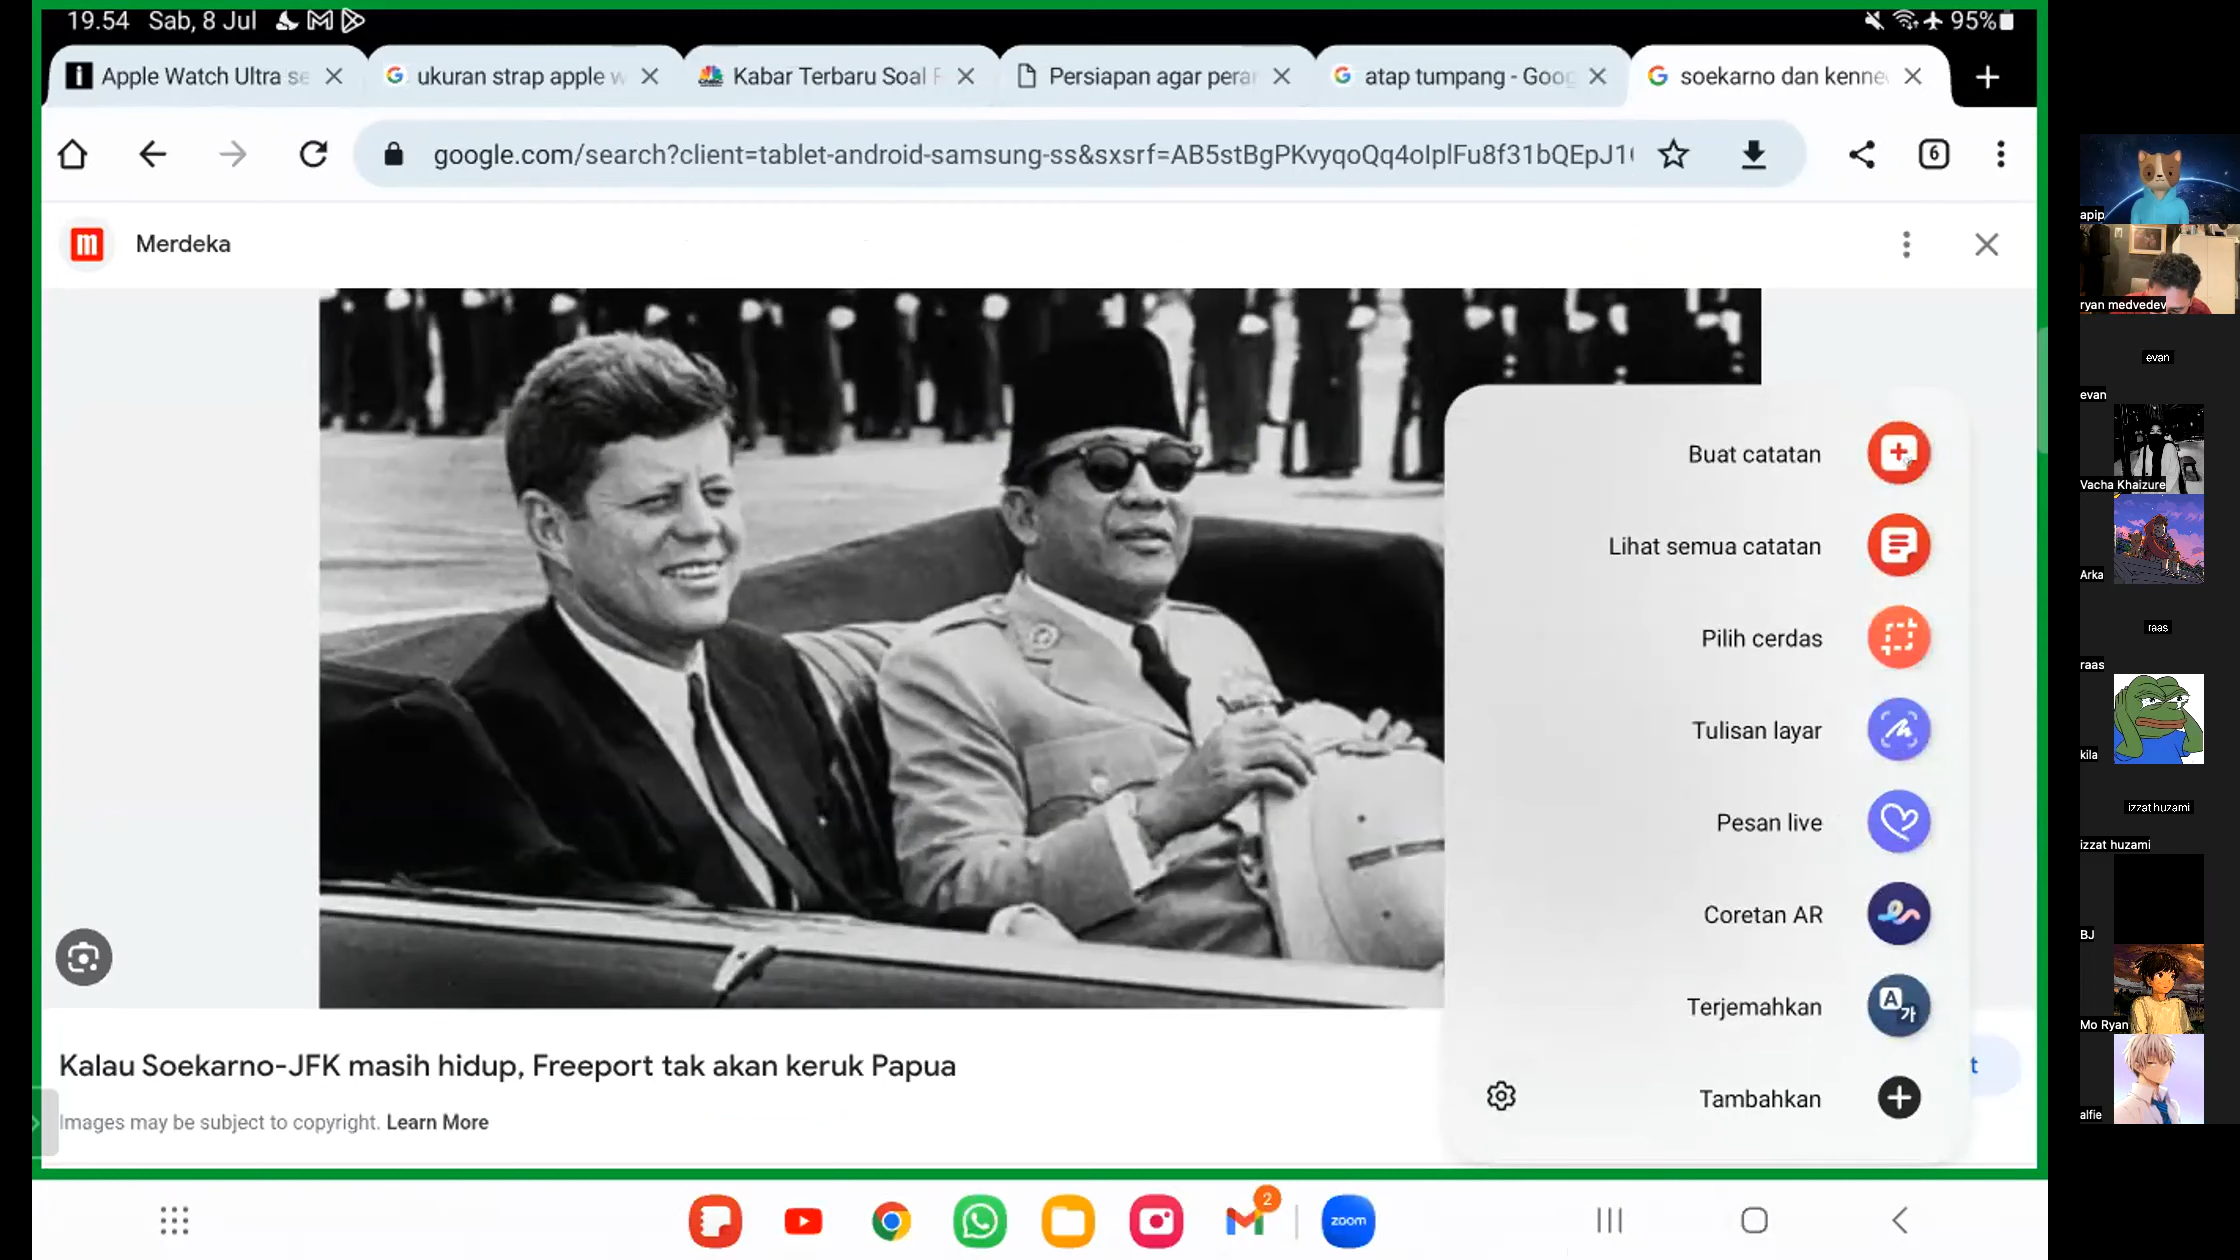 19.54 Sab, 8 Jul 95%
Apple Watch Ultra se
ukuran strap apple w
Kabar Terbaru Soal F
Persiapan agar perar
atap tumpang - Goog
soekarno dan kenne
google.com/search?client=tablet-android-samsung-ss&sxsrf=AB5stBgPKvyqoQq4oIplFu8f31bQEpJ1
6
Merdeka
Buat catatan
Lihat semua catatan
Pilih cerdas
Tulisan layar
Pesan live
Coretan AR
Terjemahkan
Tambahkan
Kalau Soekarno-JFK masih hidup, Freeport tak akan keruk Papua
t
Images may be subject to copyright. Learn More
2
zoom
apip
ryan medvedev
evan
evan
Vacha Khaizure
Arka
raas
raas
kila
izzat huzami
izzat huzami
BJ
Mo Ryan
alfie